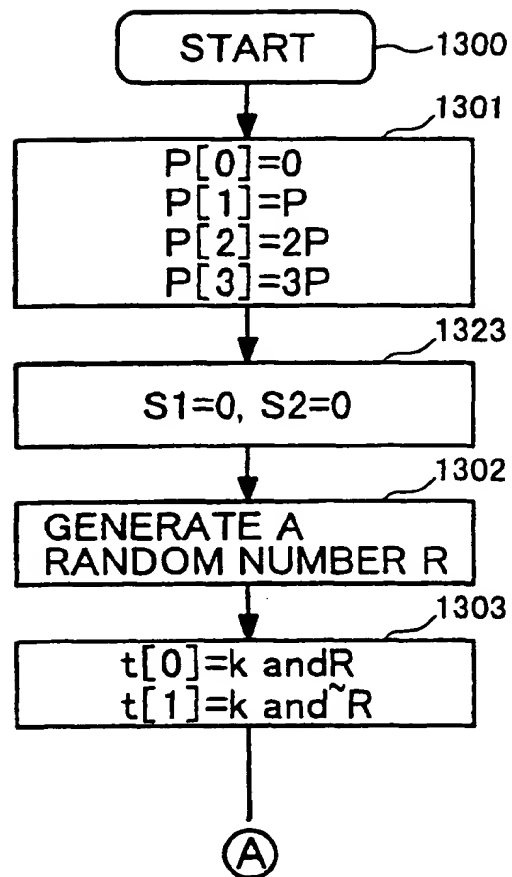 START
1300
1301
P[0]=0
P[1]=P
P[2]=2P
P[3]=3P
1323
S1=0, S2=0
1302
GENERATE A
RANDOM NUMBER R
1303
t[0]=k andR
t[1]=k and~R
A